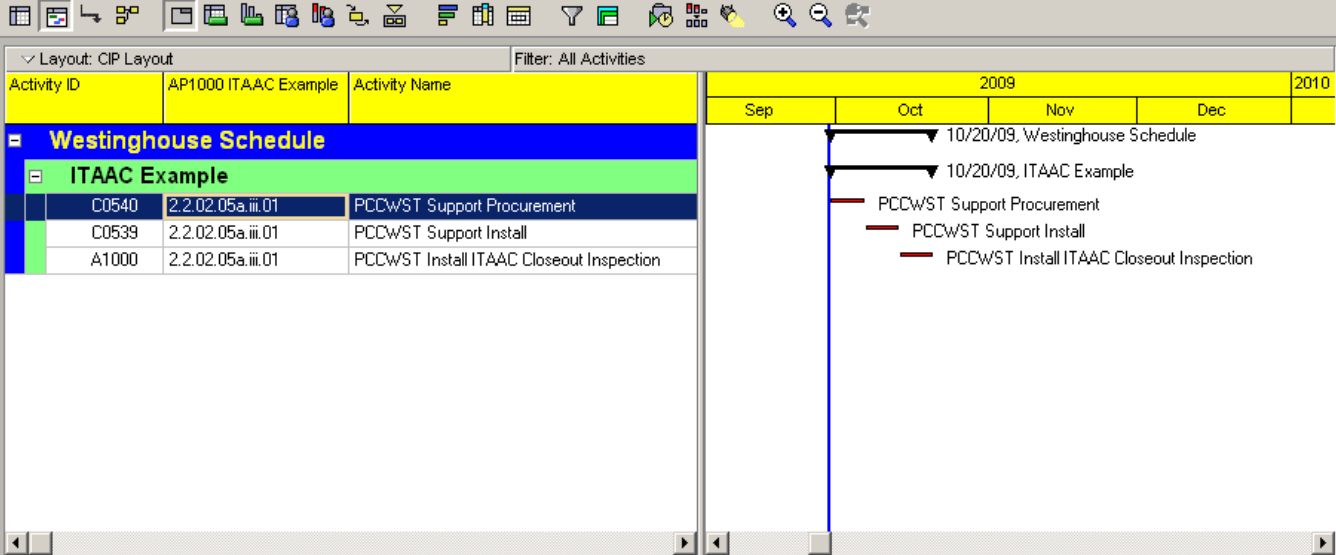 Layout: CIP Layout
Filter: All Activities
Activity ID
AP1000 ITAAC Example
Activity Name
2009
2010
Sep
Oct
Nov
Dec
Westinghouse Schedule
10/20/09, Westinghouse Schedule
ITAAC Example
10/20/09, ITAAC Example
C0540
2.2.02.05a.iii.01
PCCWST Support Procurement
PCCWST Support Procurement
C0539
2.2.02.05a.iii.01
PCCWST Support Install
PCCWST Support Install
A1000
2.2.02.05a.iii.01
PCCWST Install ITAAC Closeout Inspection
PCCWST Install ITAAC Closeout Inspection